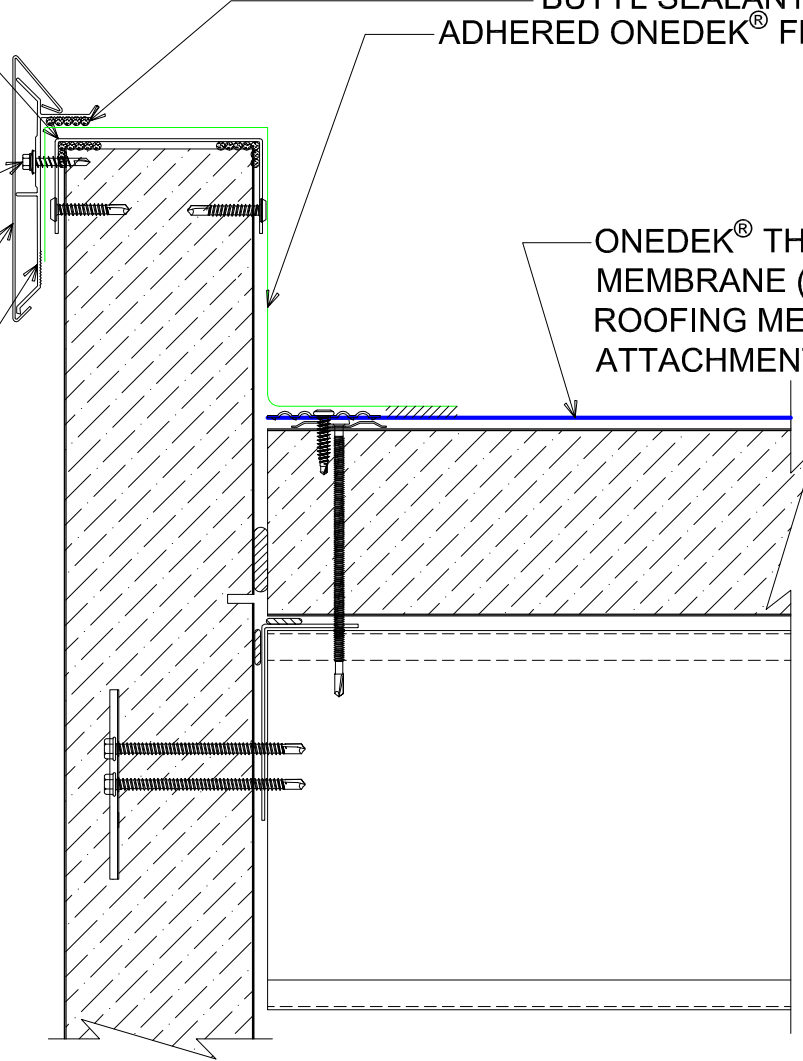 BUTYL SEALANT
ADHERED ONEDEK® FL
ONEDEK® TH
MEMBRANE (
ROOFING ME
ATTACHMENT